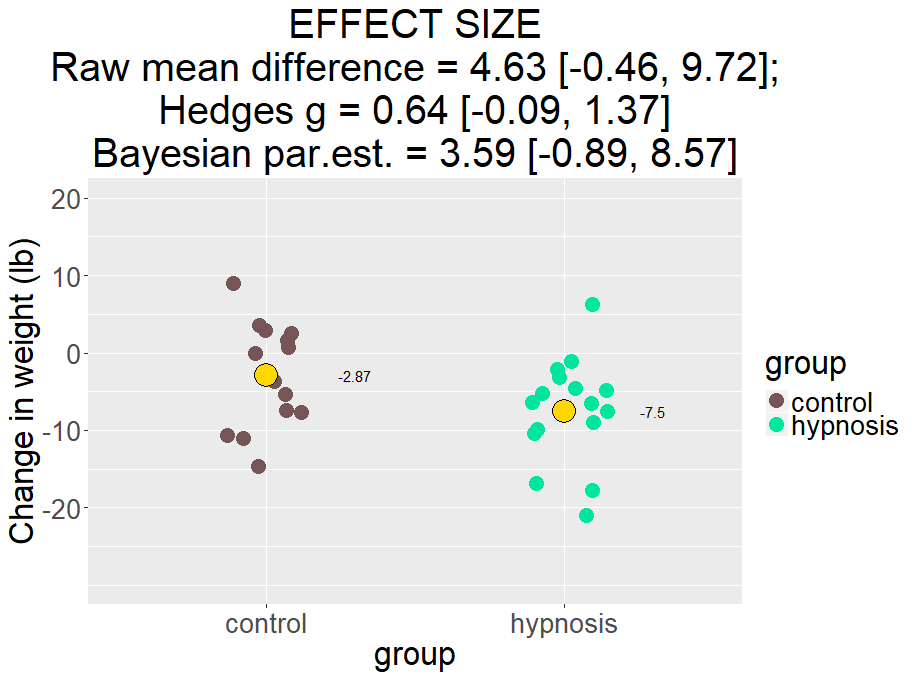 EFFECT SIZE
Raw mean difference = 4.63 [-0.46, 9.72];
Hedges g = 0.64 [-0.09, 1.37]
Bayesian par.est. = 3.59 [-0.89, 8.57]
Change in weight (lb)
20
10
0
-10
-20
-2.87
-7.5
control
hypnosis
group
group
control
hypnosis